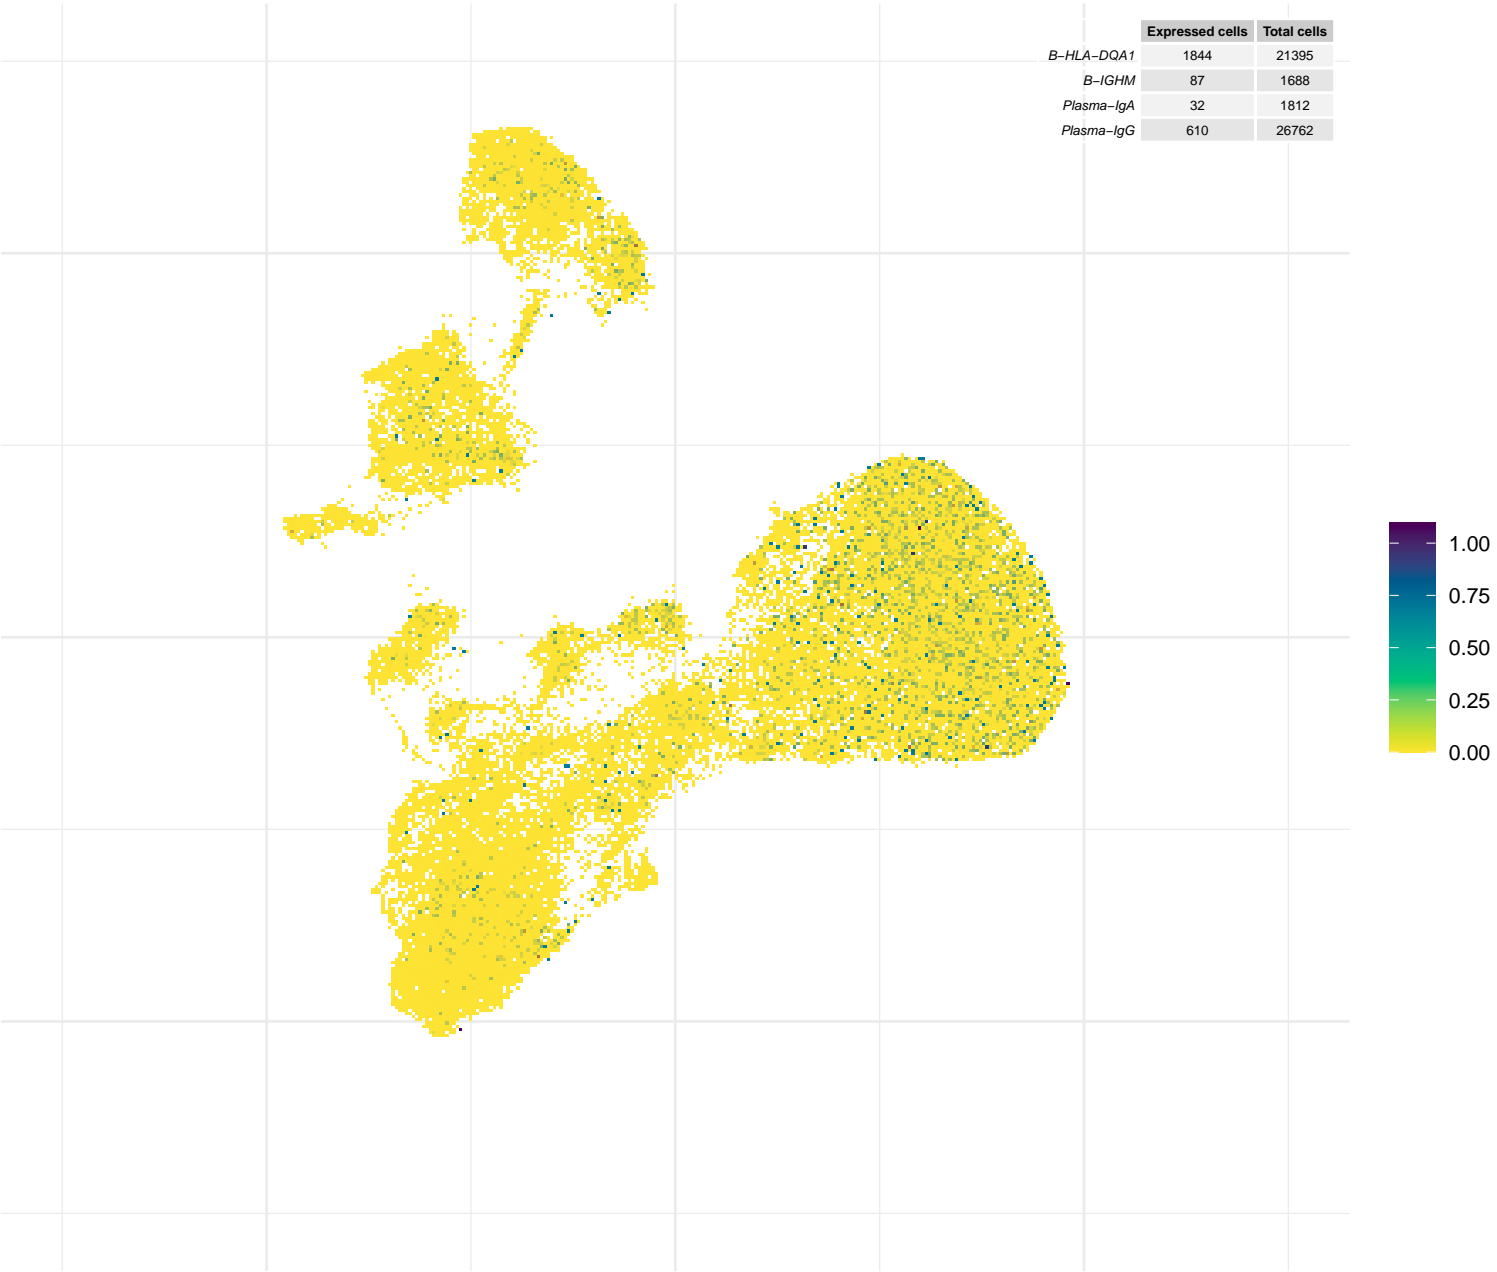 Expressed cells Total cells
B−HLA−DQA1 1844 21395
B−IGHM 87 1688
Plasma−IgA 32 1812
Plasma−IgG 610 26762
1.00
0.75
0.50
0.25
0.00